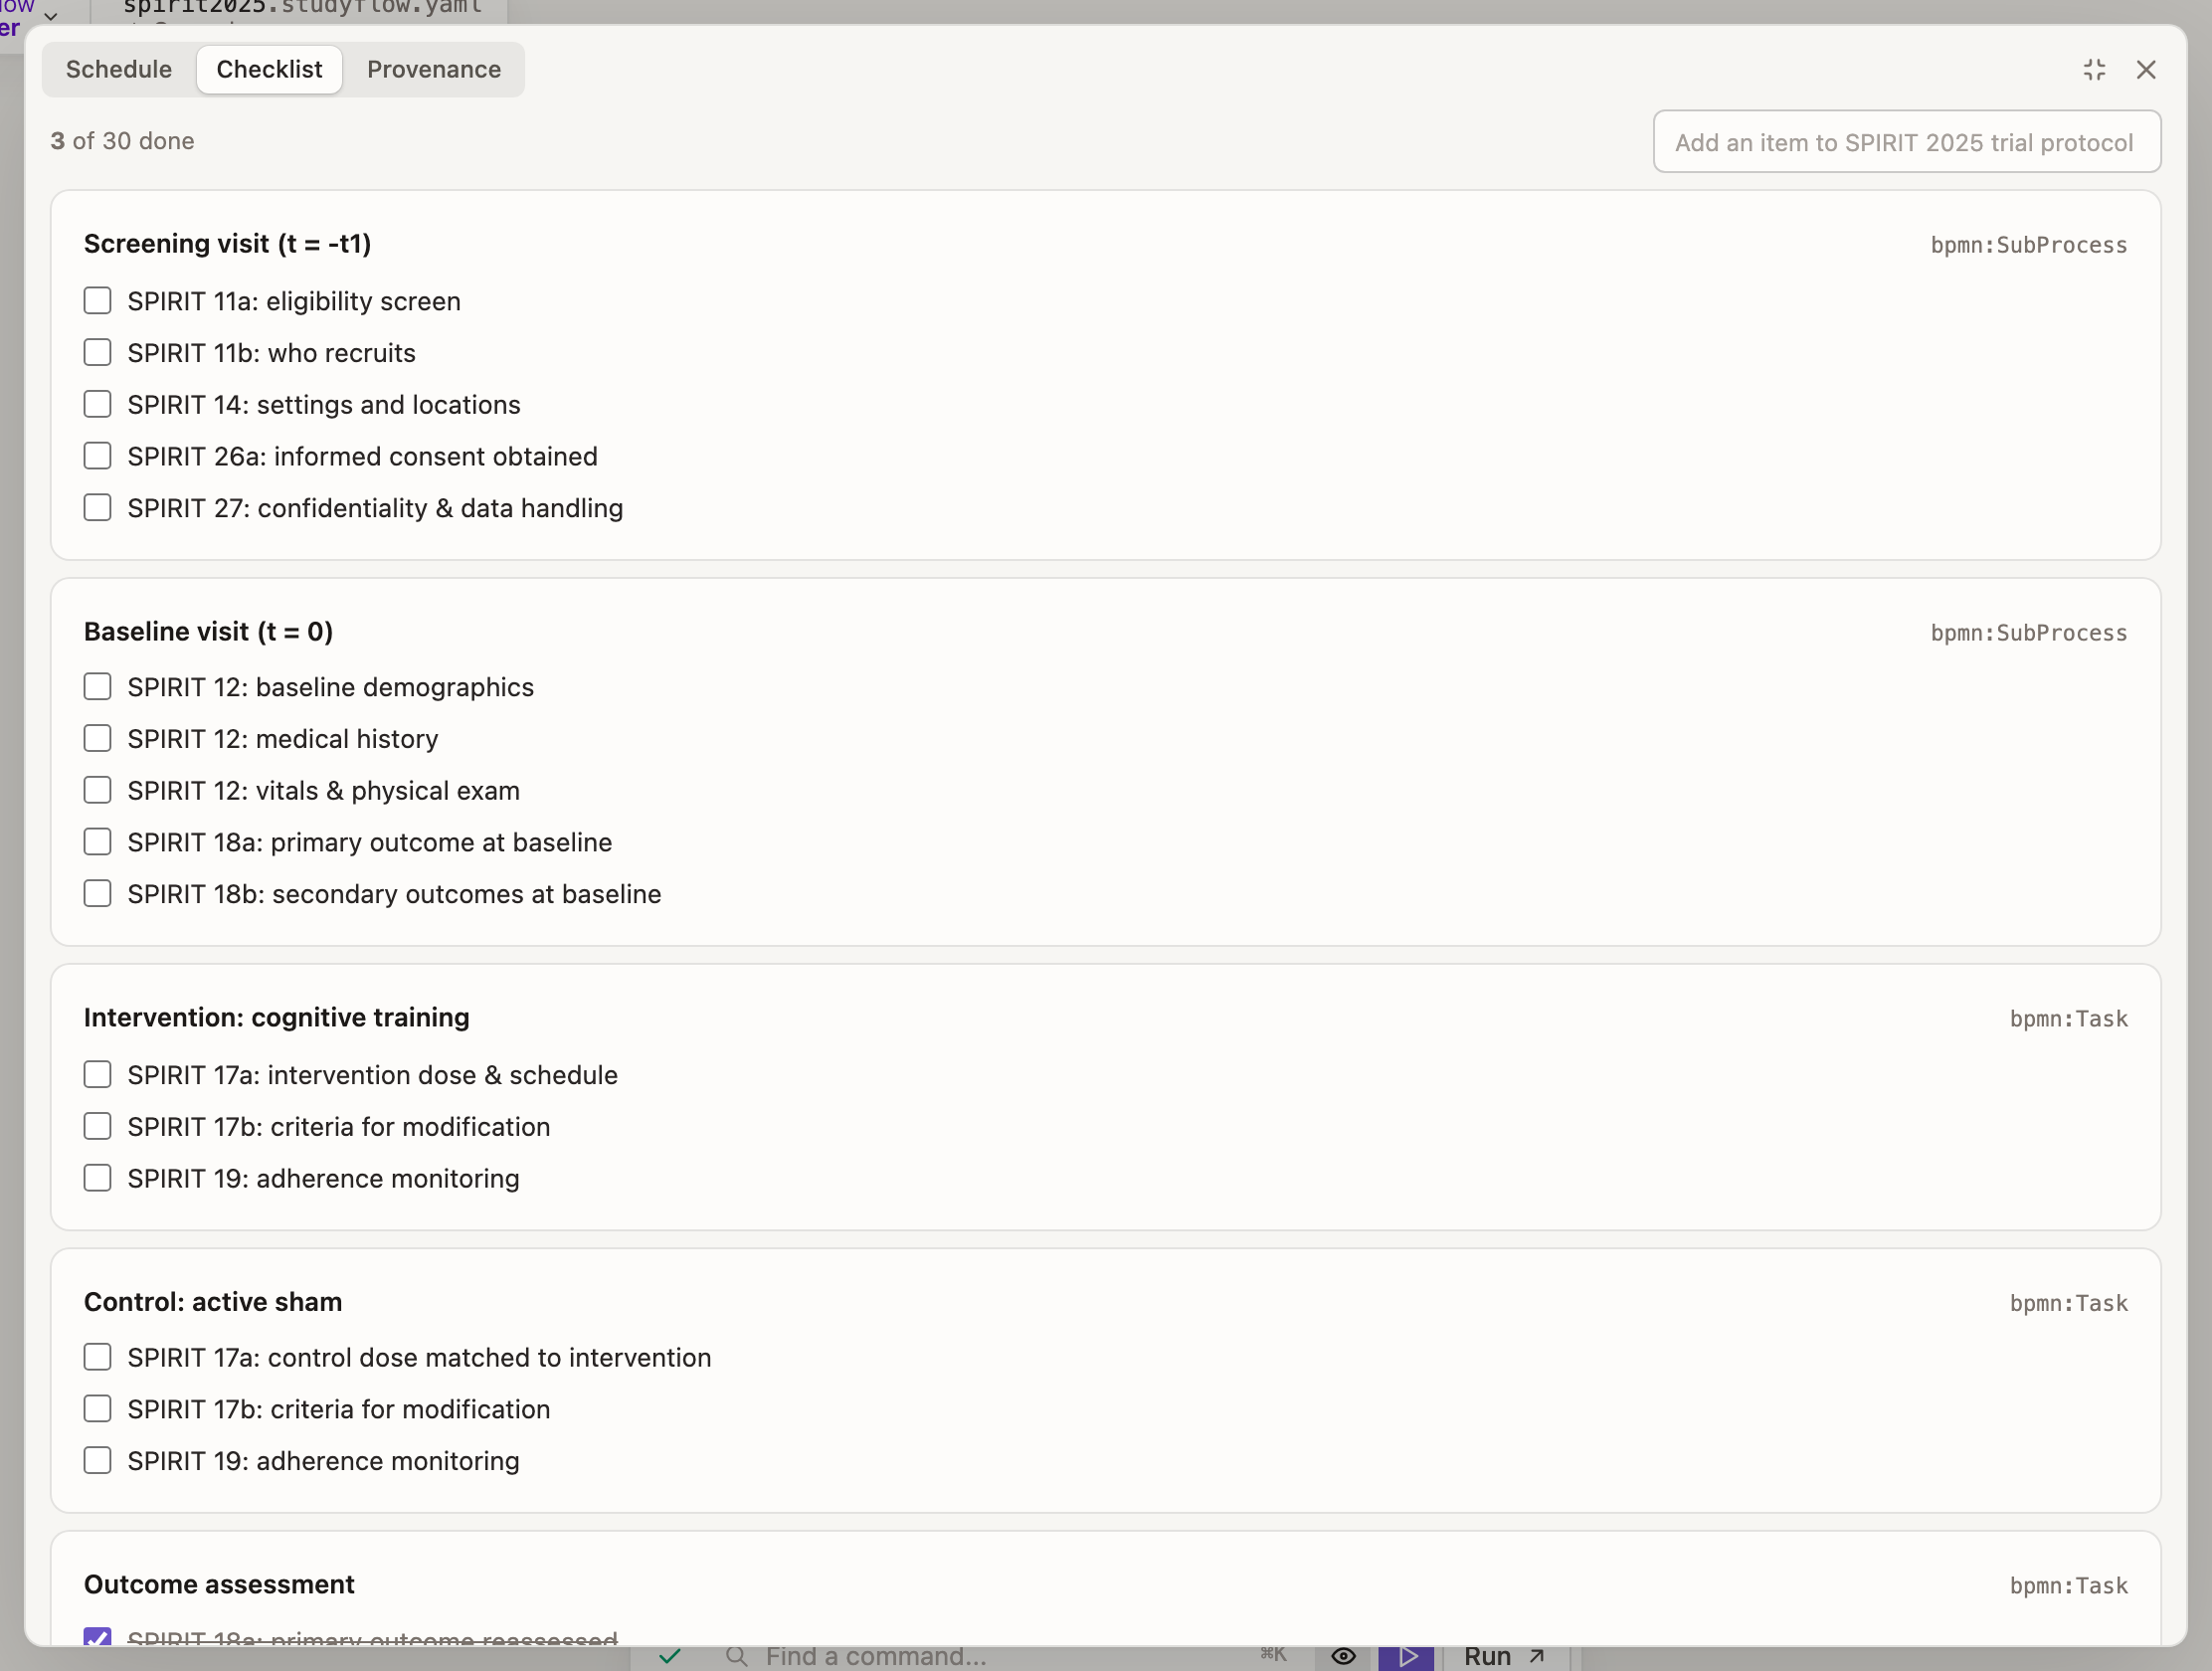 spirit2025.studyflow.yaml
er
Schedule Checklist Provenance
3 of 30 done
Add an item to SPIRIT 2025 trial protocol
Screening visit (t = -t1)
bpmn:SubProcess
SPIRIT 11a: eligibility screen
SPIRIT 11b: who recruits
SPIRIT 14: settings and locations
SPIRIT 26a: informed consent obtained
SPIRIT 27: confidentiality & data handling
Baseline visit (t = 0)
bpmn:SubProcess
SPIRIT 12: baseline demographics
SPIRIT 12: medical history
SPIRIT 12: vitals & physical exam
SPIRIT 18a: primary outcome at baseline
SPIRIT 18b: secondary outcomes at baseline
Intervention: cognitive training
bpmn:Task
SPIRIT 17a: intervention dose & schedule
SPIRIT 17b: criteria for modification
SPIRIT 19: adherence monitoring
Control: active sham
bpmn:Task
SPIRIT 17a: control dose matched to intervention
SPIRIT 17b: criteria for modification
SPIRIT 19: adherence monitoring
Outcome assessment
bpmn:Task
SPIRIT 18a: primary outcome reassessed
Find a command... ⌘K Run